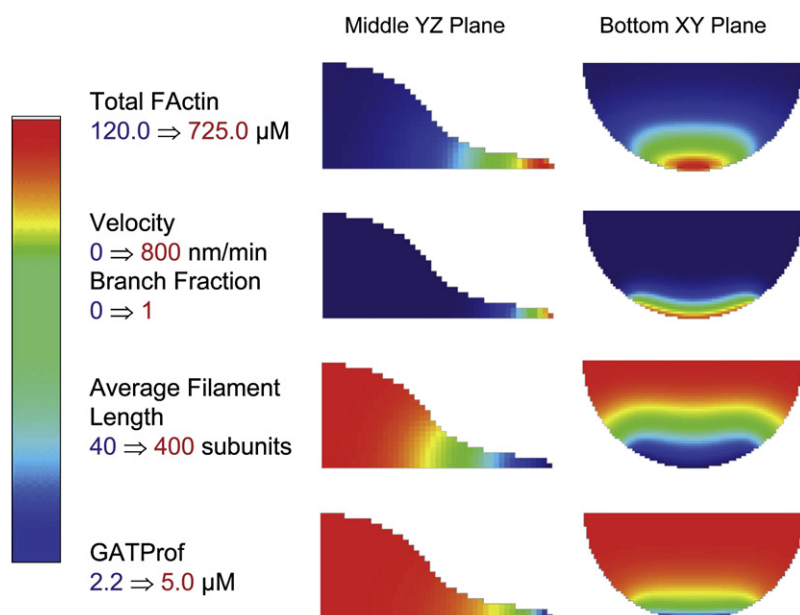 Middle YZ Plane
Bottom XY Plane
Total FActin
120.0 ⇒ 725.0 μM
Velocity
0 ⇒ 800 nm/min
Branch Fraction
0 ⇒ 1
Average Filament
Length
40 ⇒ 400 subunits
GATProf
2.2 ⇒ 5.0 μM